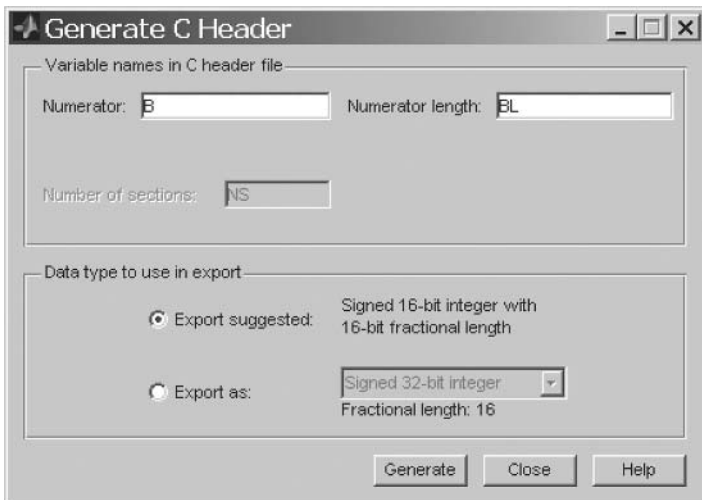 Generate C Header
Variable names in C header file
Numerator: B Numerator length: BL
Number of sections: NS
Data type to use in export
Export suggested: Signed 16-bit integer with
16-bit fractional length
Export as: Signed 32-bit integer
Fractional length: 16
Generate Close Help